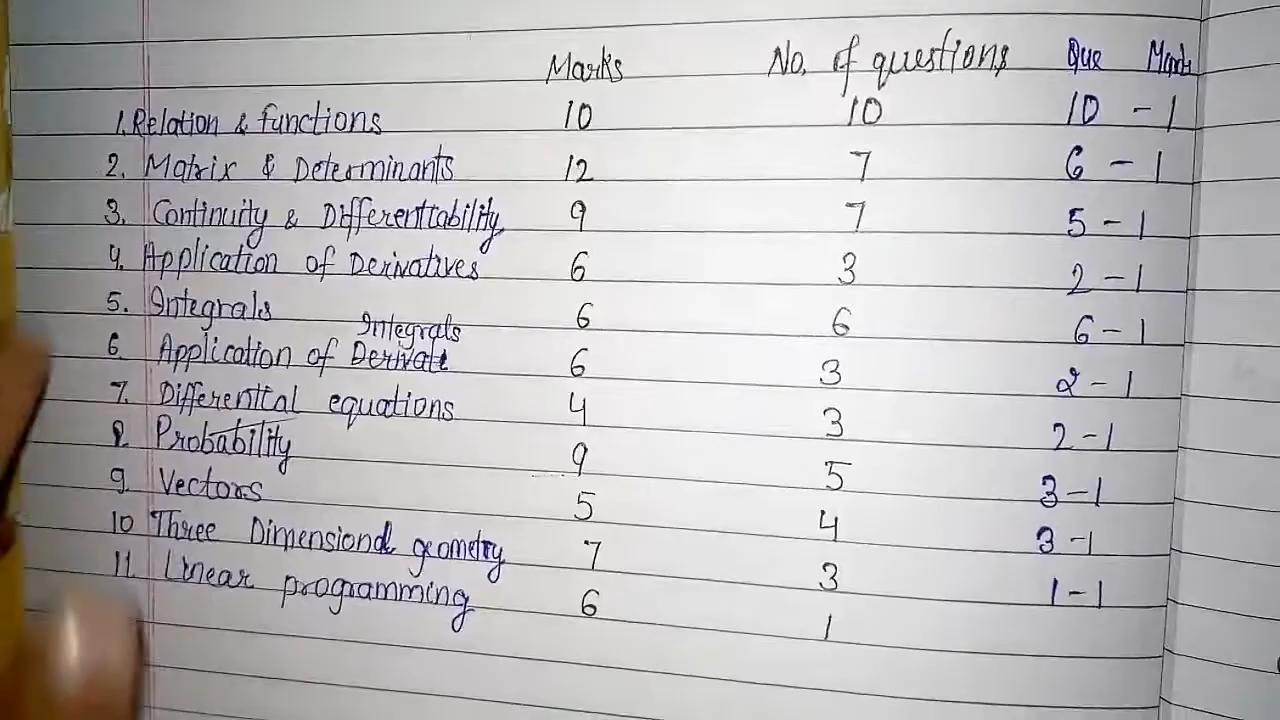 Marks No. of questions Que Marks
1. Relation & functions 10 10 10 - 1
2. Matrix & Determinants 12 7 6 - 1
3. Continuity & Differentiability 9 7 5 - 1
4. Application of Derivatives 6 3 2 - 1
5. Integrals 6 6 6 - 1
Integrals
6 Application of Derivate 6 3 2 - 1
7. Differential equations 4 3 2 - 1
8 Probability 9 5 3 - 1
9 Vectors 5 4 3 - 1
10 Three Dimensional geometry 7 3 1 - 1
11. Linear programming 6 1